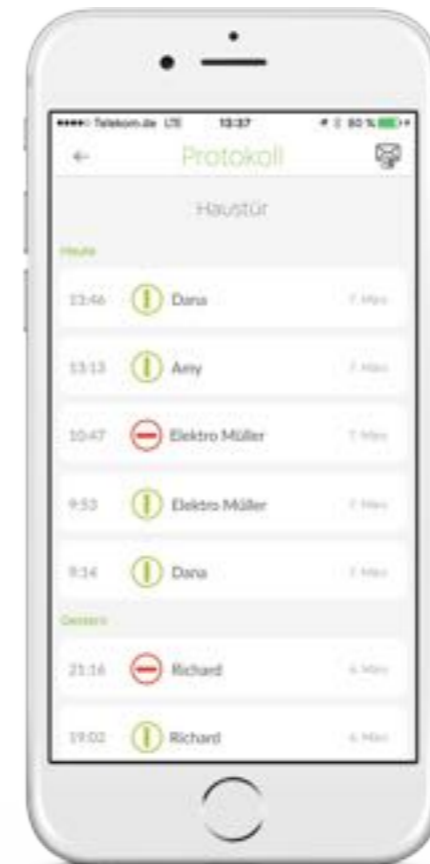 Telekom.de LTE 13:37 80 %
Protokoll
Haustür
Heute
13:46 Dana 7. März
13:13 Amy 7. März
10:47 Elektro Müller 7. März
9:53 Elektro Müller 7. März
9:14 Dana 7. März
Gestern
21:16 Richard 6. März
19:02 Richard 6. März